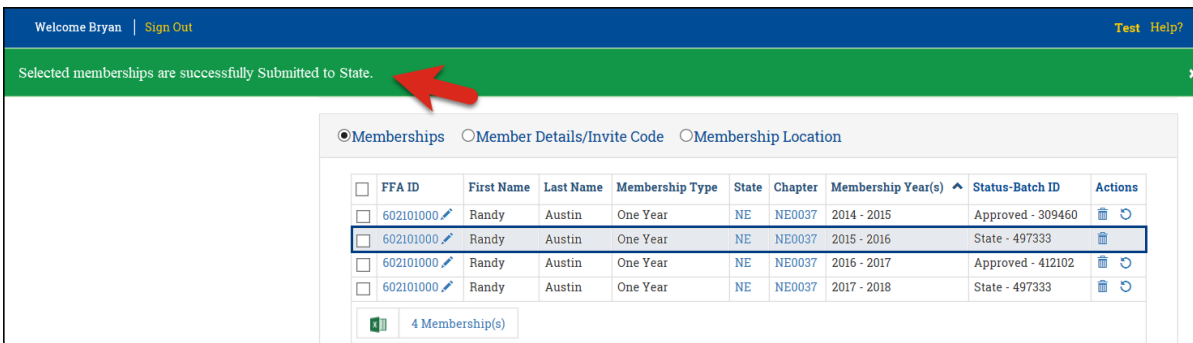 Welcome Bryan | Sign Out Test Help?
Selected memberships are successfully Submitted to State. x
Memberships Member Details/Invite Code Membership Location
FFA ID First Name Last Name Membership Type State Chapter Membership Year(s) Status-Batch ID Actions
602101000 Randy Austin One Year NE NE0037 2014 - 2015 Approved - 309460
602101000 Randy Austin One Year NE NE0037 2015 - 2016 State - 497333
602101000 Randy Austin One Year NE NE0037 2016 - 2017 Approved - 412102
602101000 Randy Austin One Year NE NE0037 2017 - 2018 State - 497333
4 Membership(s)